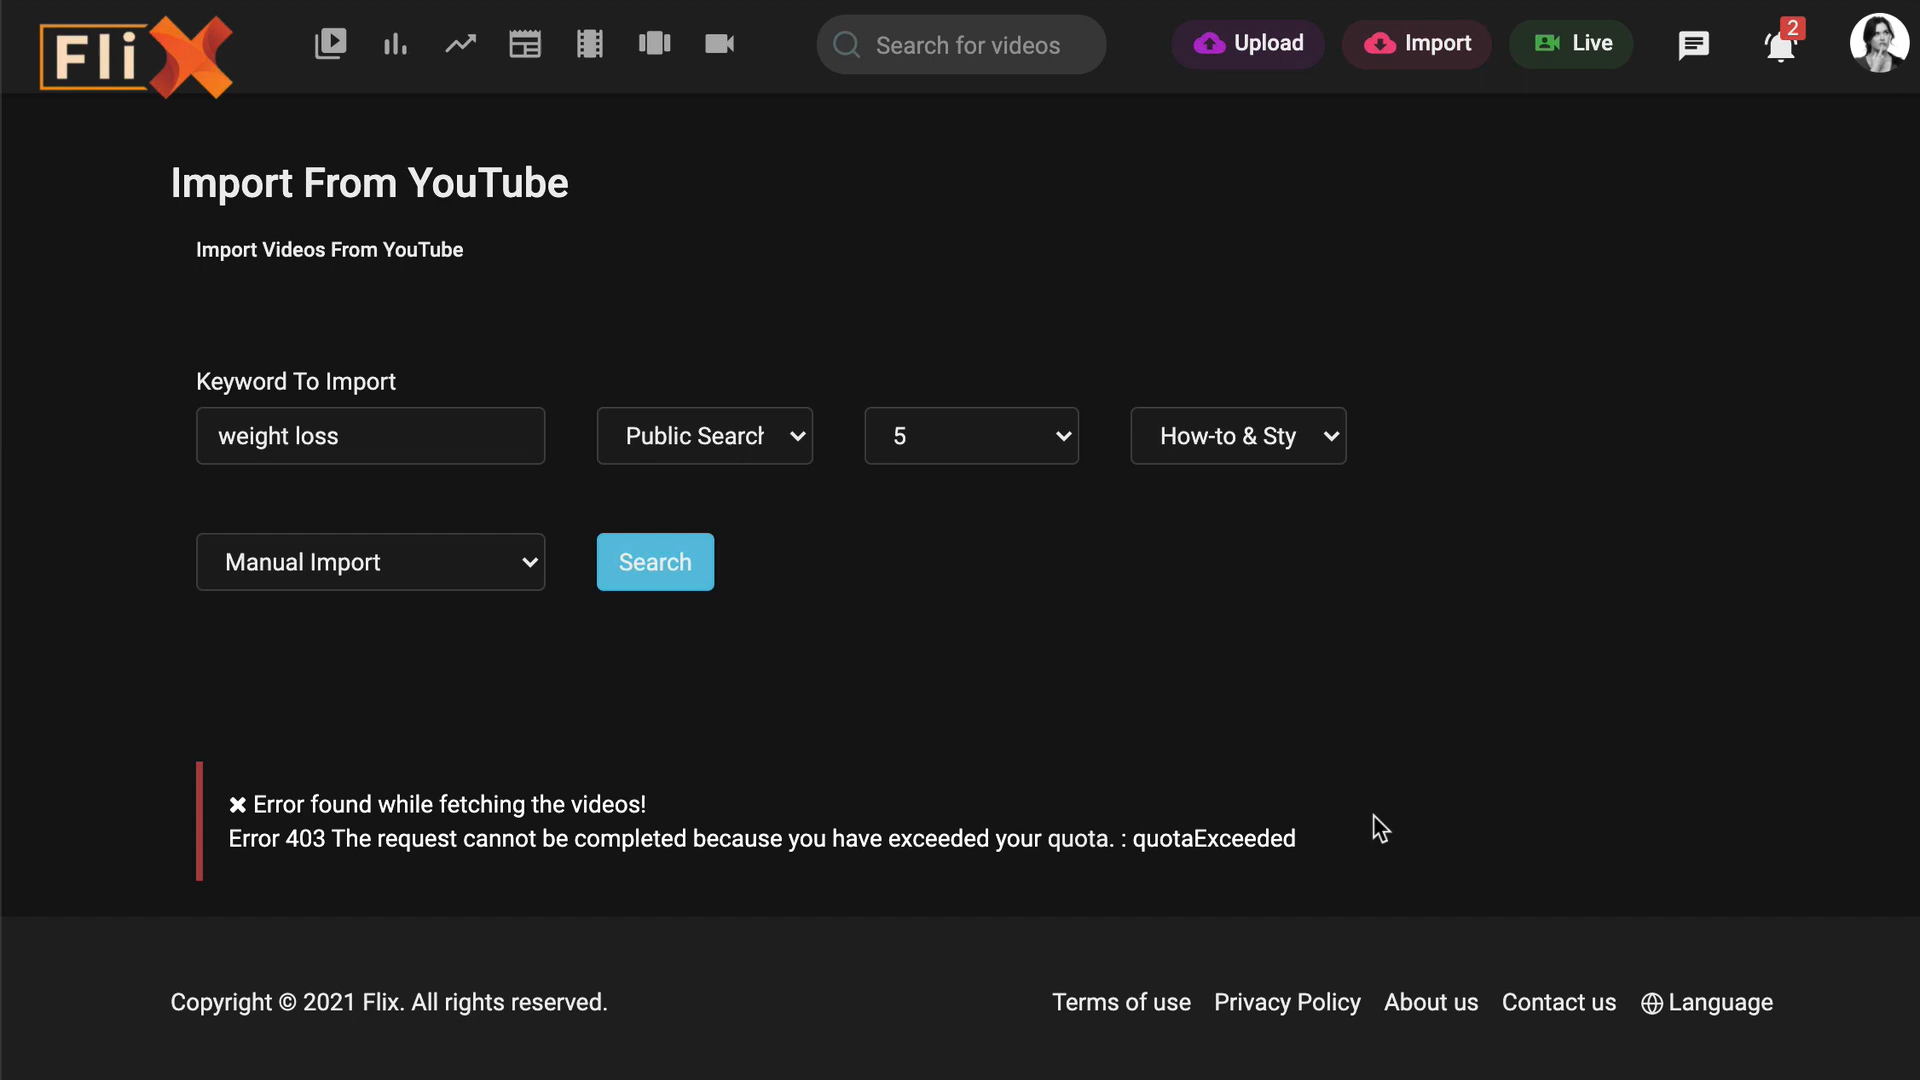 FliX
Search for videos
Upload
Import
Live
2
Import From YouTube
Import Videos From YouTube
Keyword To Import
weight loss
Public Search
5
How-to & Sty
Manual Import
Search
✖ Error found while fetching the videos!
Error 403 The request cannot be completed because you have exceeded your quota. : quotaExceeded
Copyright © 2021 Flix. All rights reserved.
Terms of use Privacy Policy About us Contact us Language